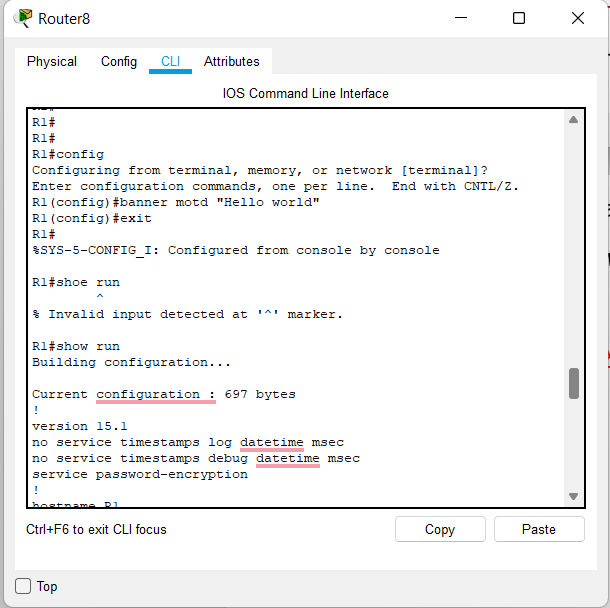 Router8
Physical Config CLI Attributes
IOS Command Line Interface
R1#
R1#
R1#config
Configuring from terminal, memory, or network [terminal]?
Enter configuration commands, one per line.  End with CNTL/Z.
R1(config)#banner motd "Hello world"
R1(config)#exit
R1#
%SYS-5-CONFIG_I: Configured from console by console
R1#shoe run
^
% Invalid input detected at '^' marker.
R1#show run
Building configuration...
Current configuration : 697 bytes
!
version 15.1
no service timestamps log datetime msec
no service timestamps debug datetime msec
service password-encryption
!
hostname R1
Ctrl+F6 to exit CLI focus
Copy Paste
Top